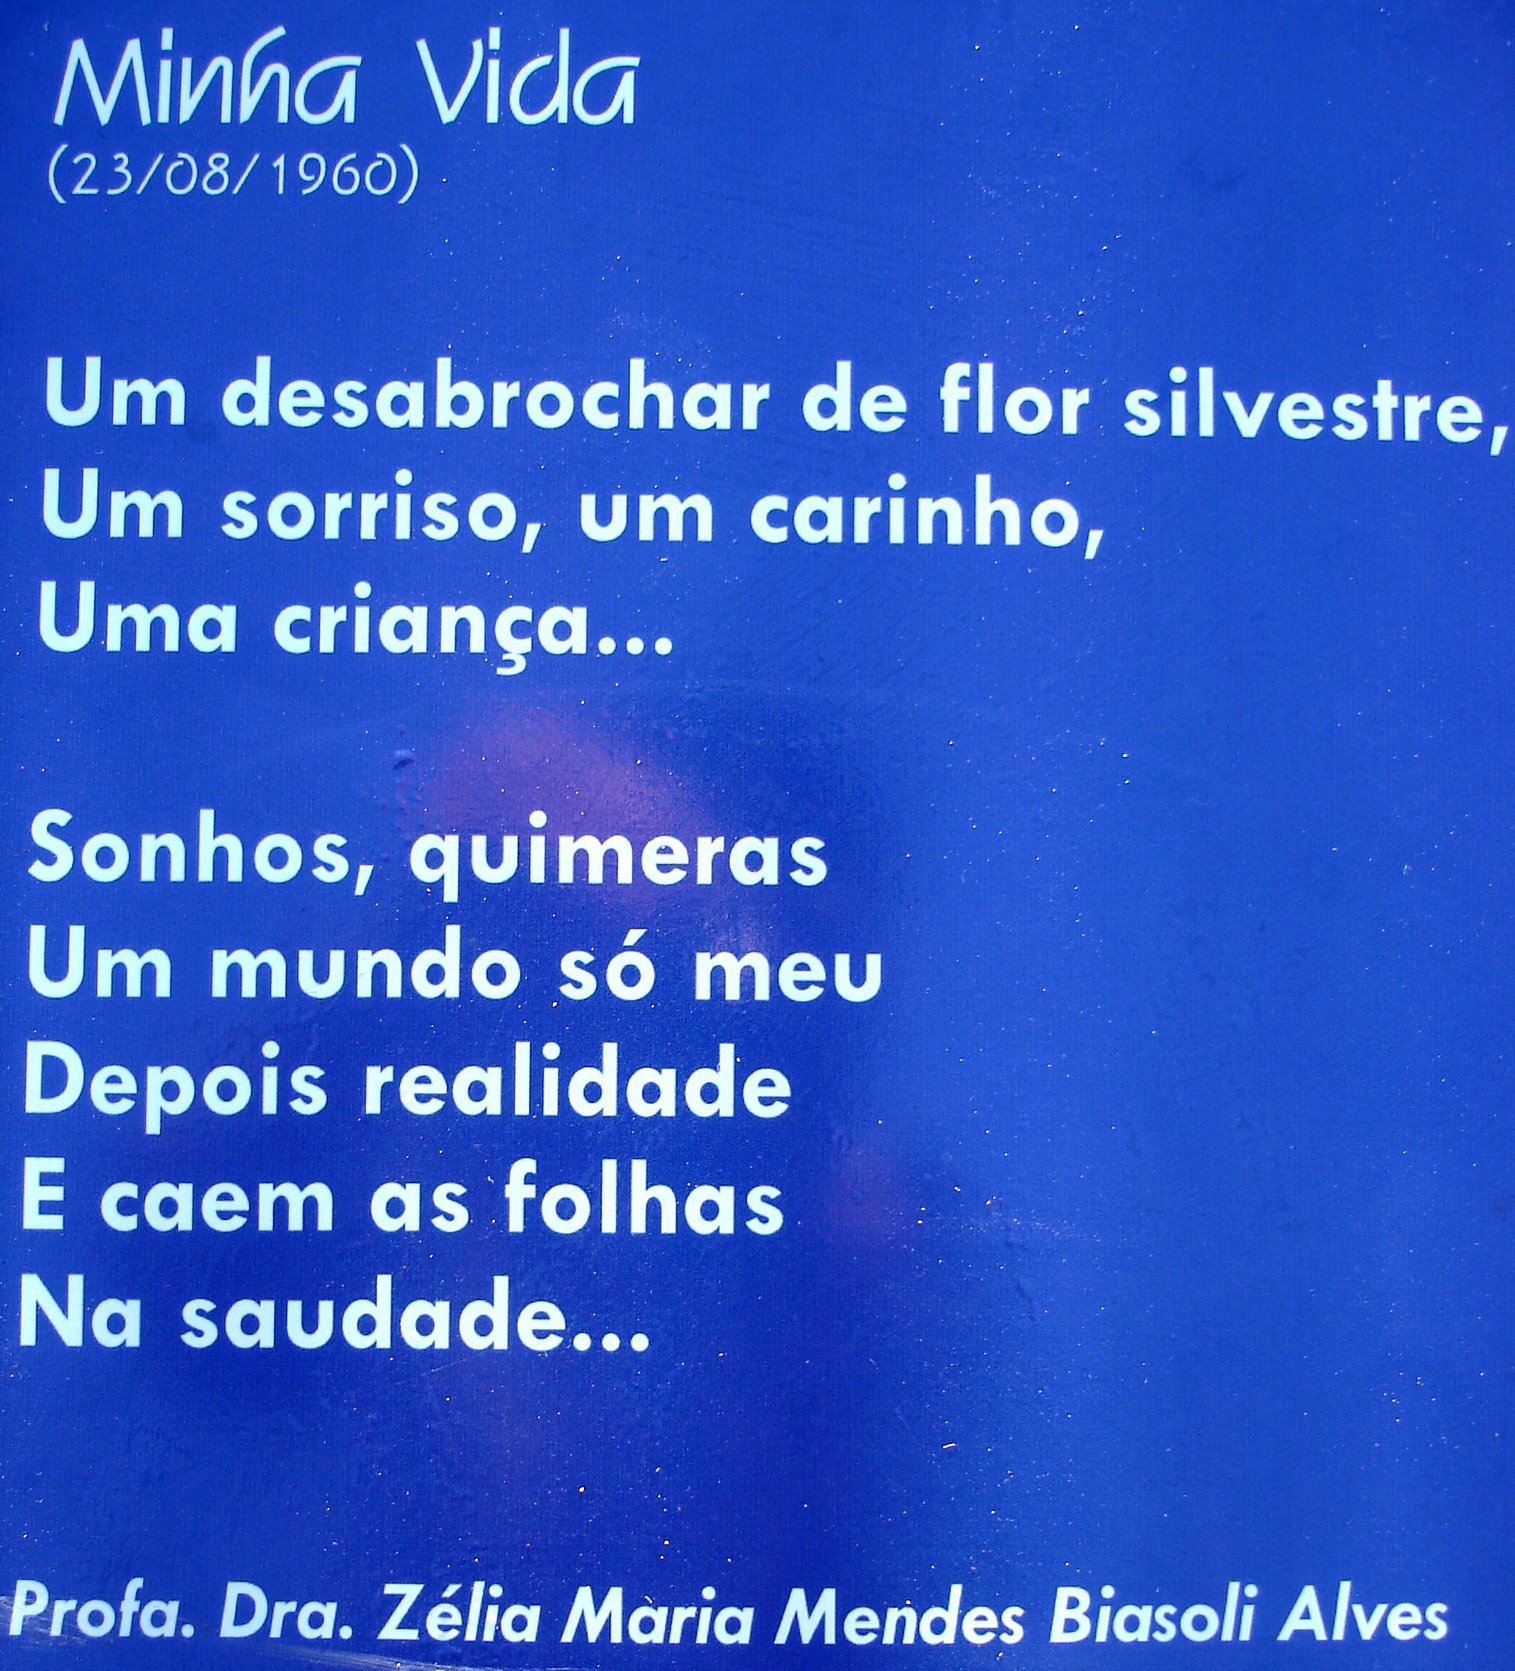 Minha Vida
(23/08/1960)
Um desabrochar de flor silvestre,
Um sorriso, um carinho,
Uma criança...
Sonhos, quimeras
Um mundo só meu
Depois realidade
E caem as folhas
Na saudade...
Profa. Dra. Zélia Maria Mendes Biasoli Alves